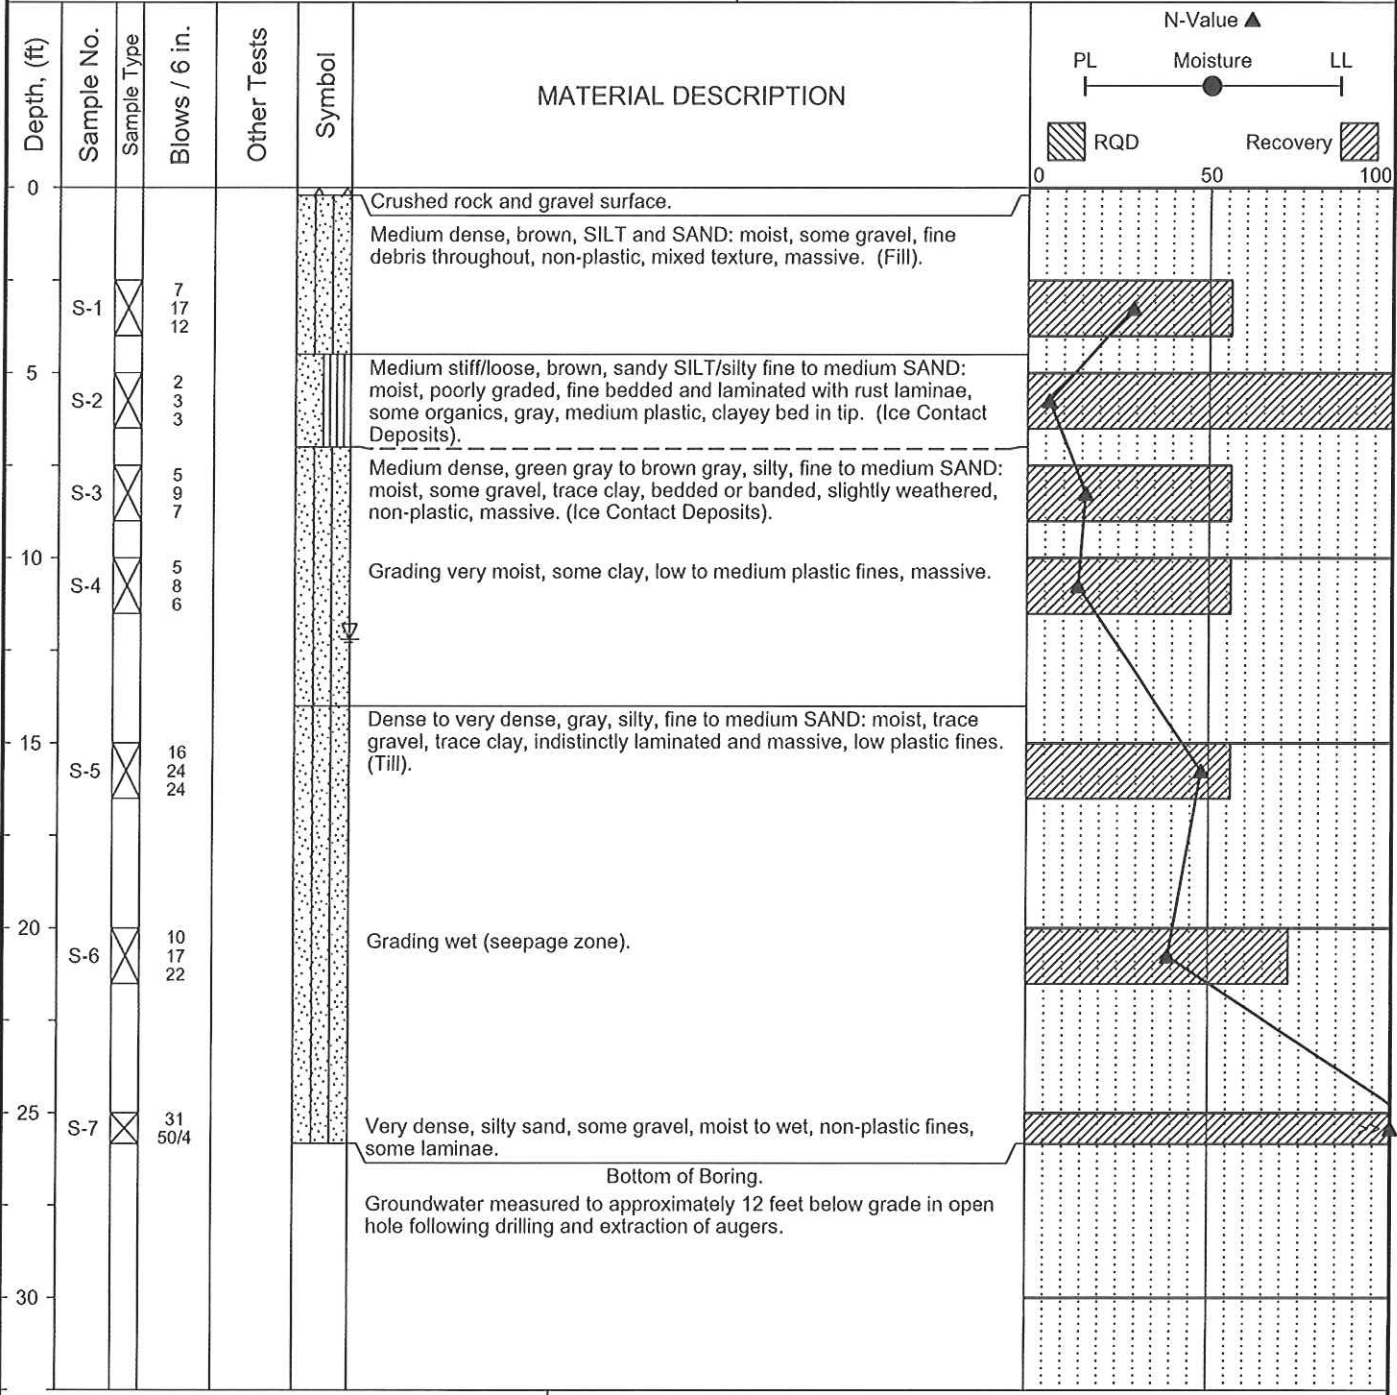 Depth, (ft)
Sample No.
Sample Type
Blows / 6 in.
Other Tests
Symbol
MATERIAL DESCRIPTION
N-Value
PL Moisture LL
RQD Recovery
0 50 100
0
Crushed rock and gravel surface.
Medium dense, brown, SILT and SAND: moist, some gravel, fine
debris throughout, non-plastic, mixed texture, massive. (Fill).
S-1
7
17
12
5
Medium stiff/loose, brown, sandy SILT/silty fine to medium SAND:
moist, poorly graded, fine bedded and laminated with rust laminae,
some organics, gray, medium plastic, clayey bed in tip. (Ice Contact
Deposits).
S-2
2
3
3
Medium dense, green gray to brown gray, silty, fine to medium SAND:
moist, some gravel, trace clay, bedded or banded, slightly weathered,
non-plastic, massive. (Ice Contact Deposits).
S-3
5
9
7
10
Grading very moist, some clay, low to medium plastic fines, massive.
S-4
5
8
6
Dense to very dense, gray, silty, fine to medium SAND: moist, trace
gravel, trace clay, indistinctly laminated and massive, low plastic fines.
(Till).
15
S-5
16
24
24
20
Grading wet (seepage zone).
S-6
10
17
22
25
S-7
31
50/4
Very dense, silty sand, some gravel, moist to wet, non-plastic fines,
some laminae.
>>
Bottom of Boring.
Groundwater measured to approximately 12 feet below grade in open
hole following drilling and extraction of augers.
30